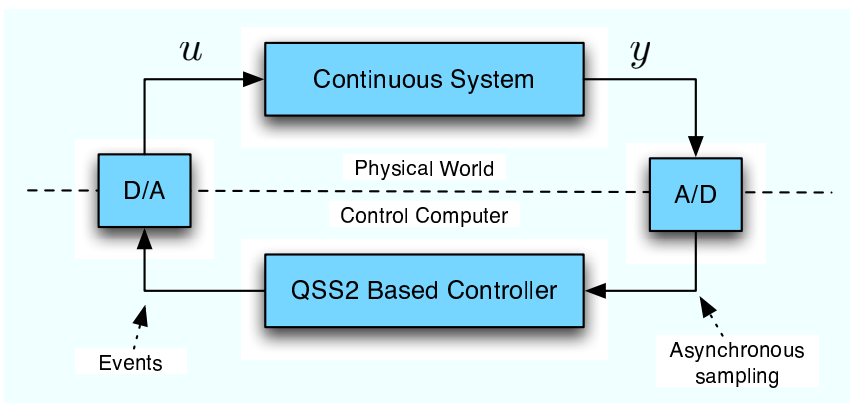 u
y
Continuous System
Physical World
D/A
A/D
Control Computer
QSS2 Based Controller
Events
Asynchronous
sampling